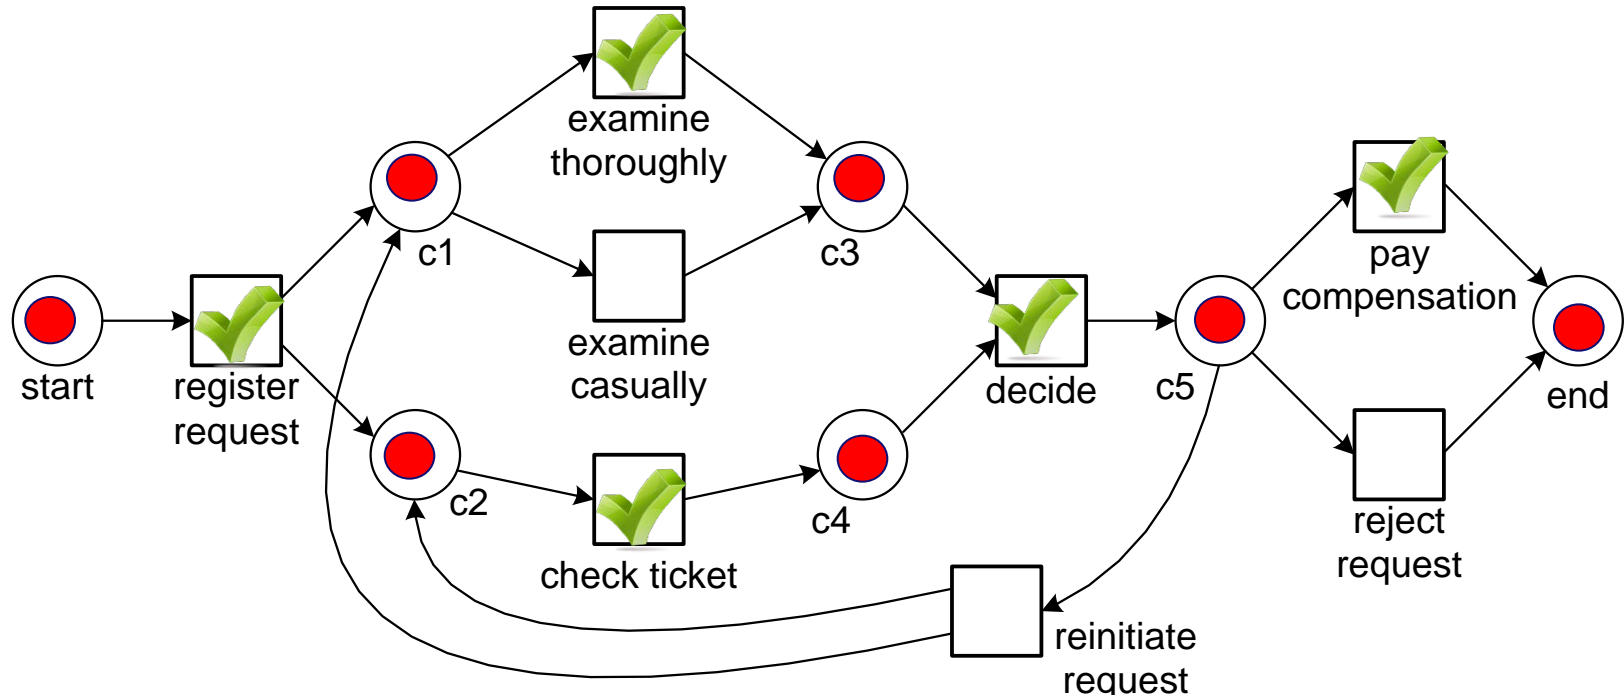 examine
thoroughly
c1
c3
pay
compensation
examine
casually
start
register
request
decide
c5
end
c2
c4
check ticket
reject
request
reinitiate
request